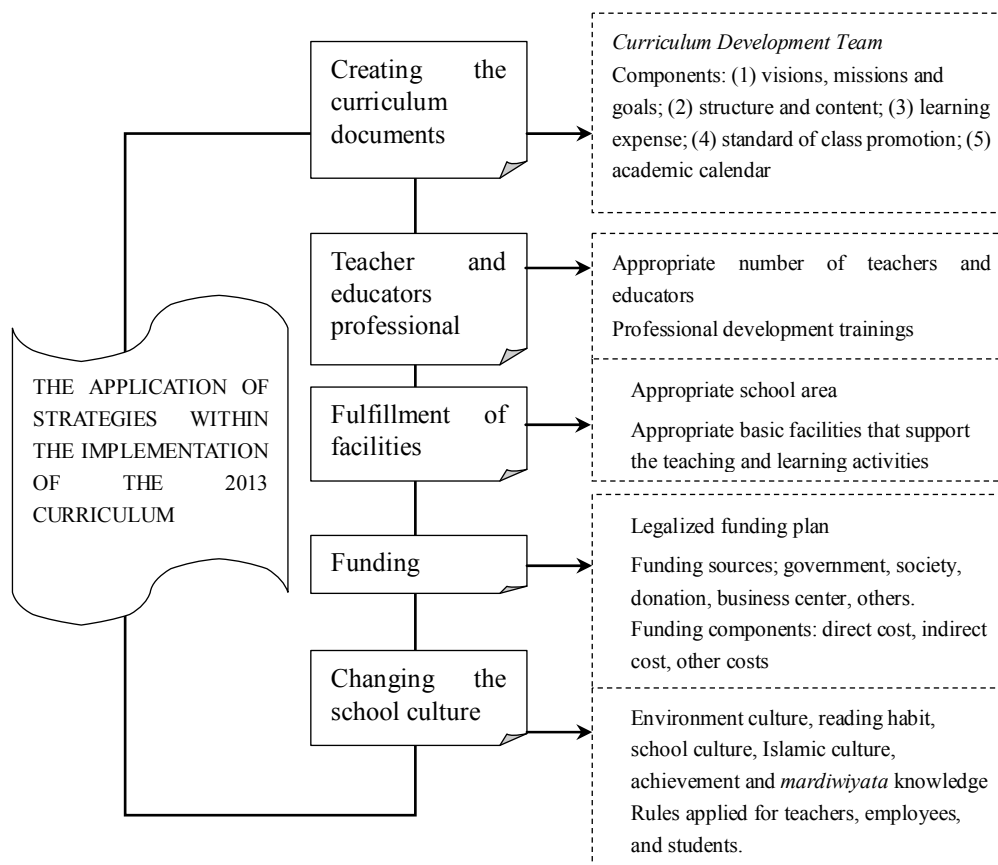 THE APPLICATION OF
STRATEGIES WITHIN
THE IMPLEMENTATION
OF THE 2013
CURRICULUM
Creating the
curriculum
documents
Curriculum Development Team
Components: (1) visions, missions and
goals; (2) structure and content; (3) learning
expense; (4) standard of class promotion; (5)
academic calendar
Teacher and
educators
professional
Appropriate number of teachers and
educators
Professional development trainings
Fulfillment of
facilities
Appropriate school area
Appropriate basic facilities that support
the teaching and learning activities
Funding
Legalized funding plan
Funding sources; government, society,
donation, business center, others.
Funding components: direct cost, indirect
cost, other costs
Changing the
school culture
Environment culture, reading habit,
school culture, Islamic culture,
achievement and mardiwiyata knowledge
Rules applied for teachers, employees,
and students.